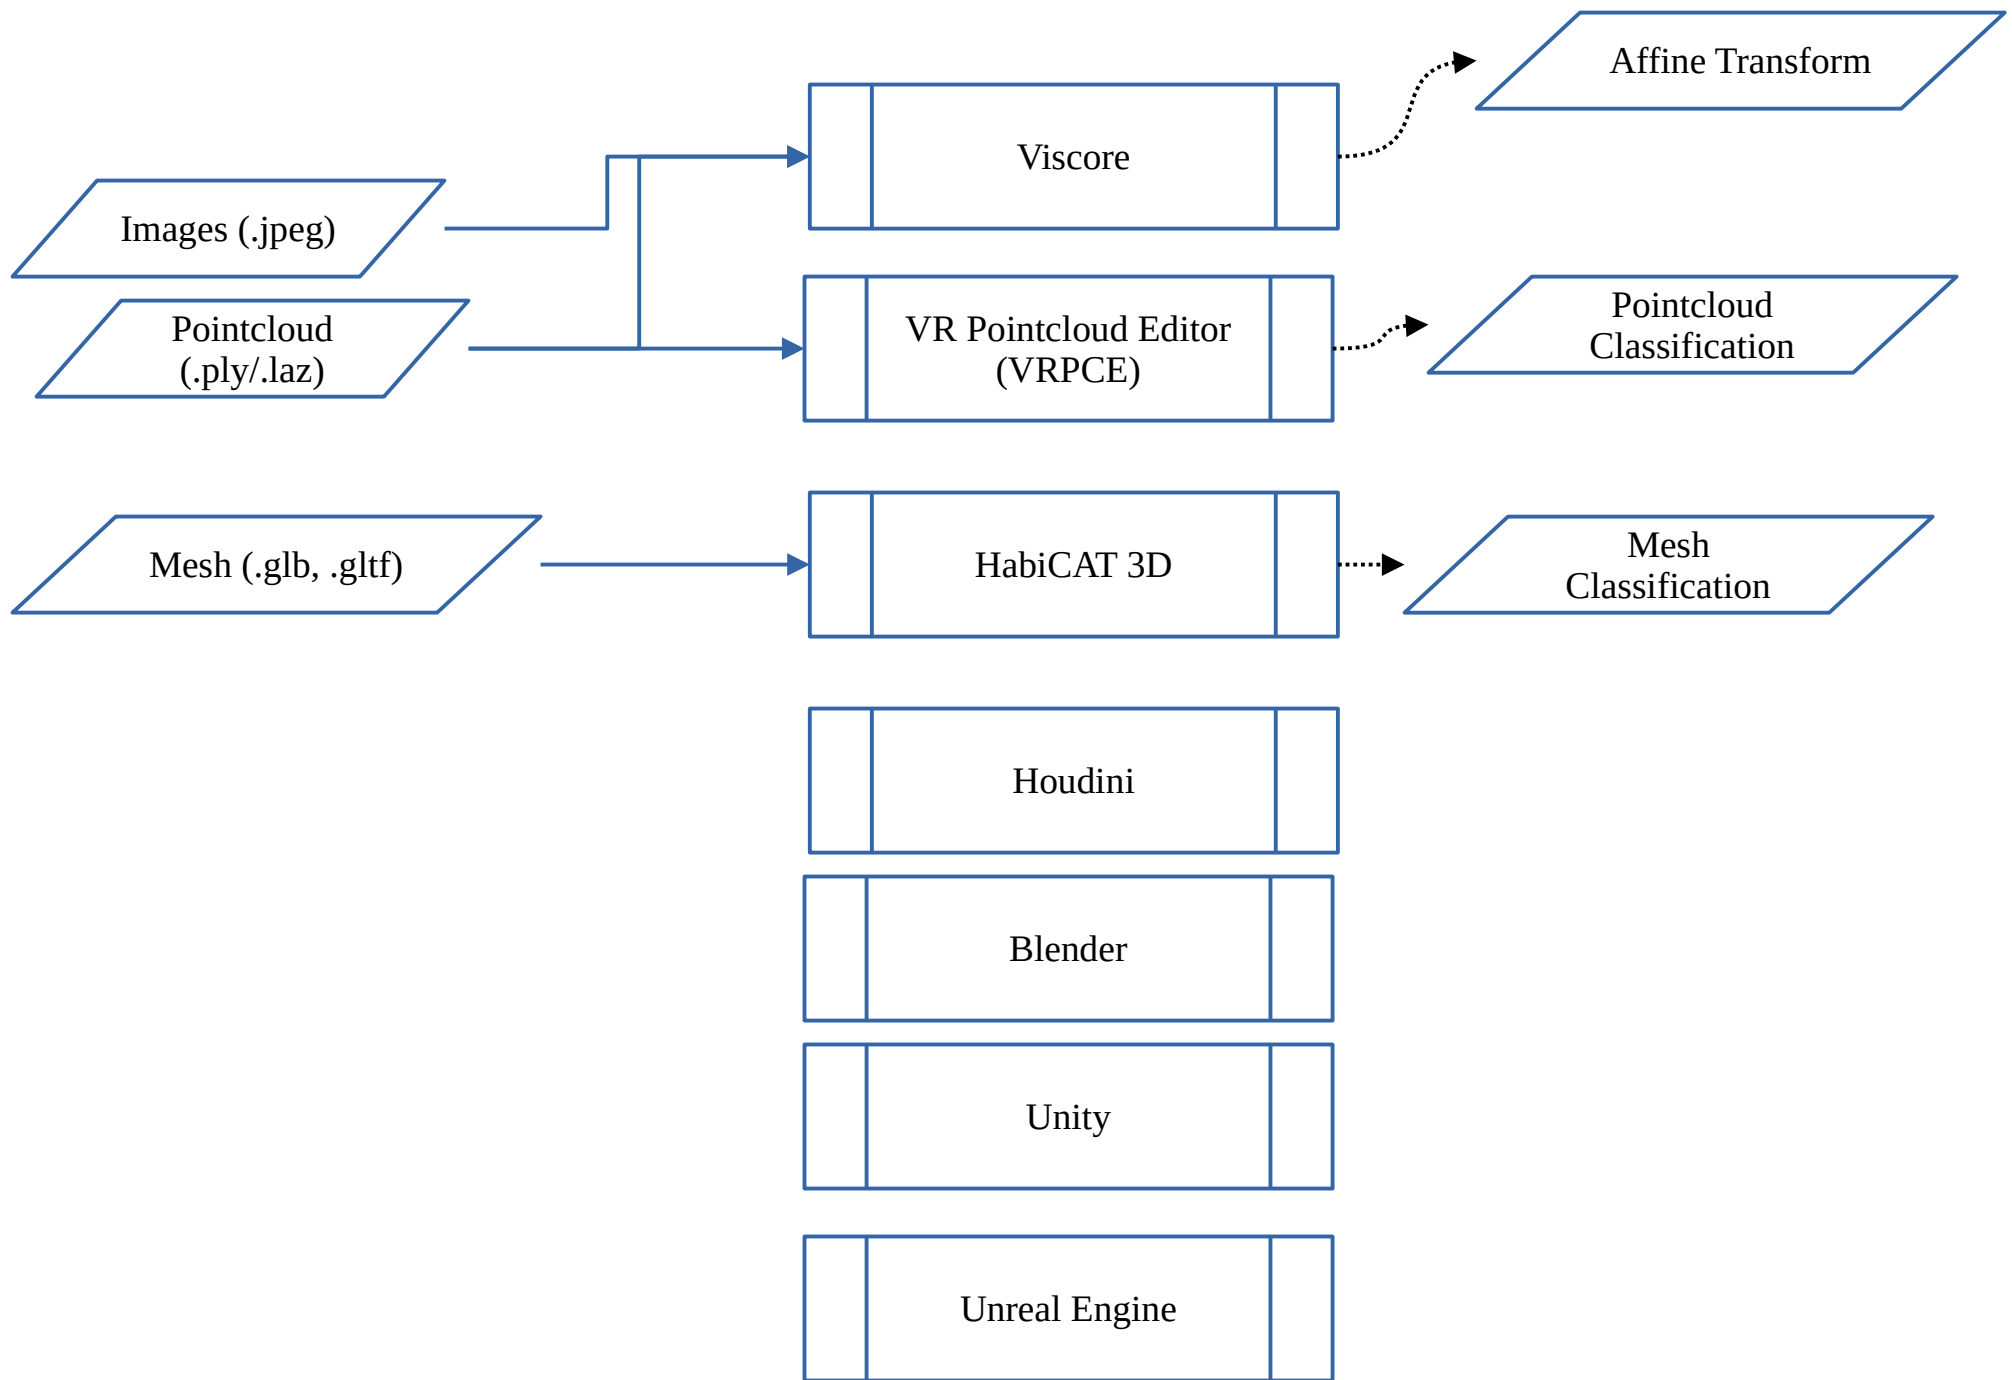 Affine Transform
Viscore
Images (.jpeg)
Pointcloud
(.ply/.laz)
VR Pointcloud Editor
(VRPCE)
Pointcloud
Classification
Mesh (.glb, .gltf)
HabiCAT 3D
Mesh
Classification
Houdini
Blender
Unity
Unreal Engine